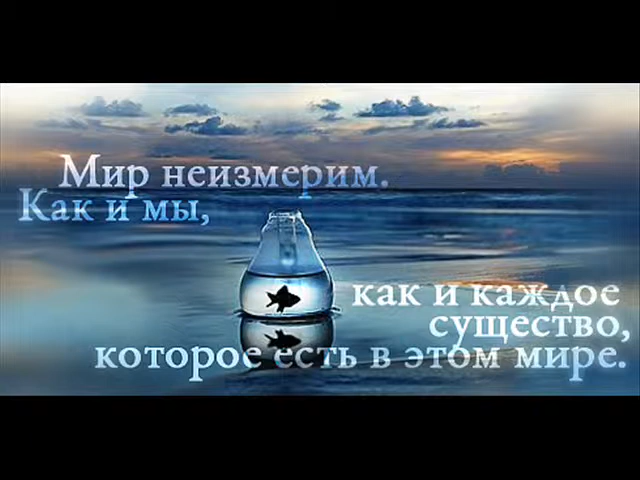 Мир неизмерим.
Как и мы,
как и каждое
существо,
которое есть в этом мире.